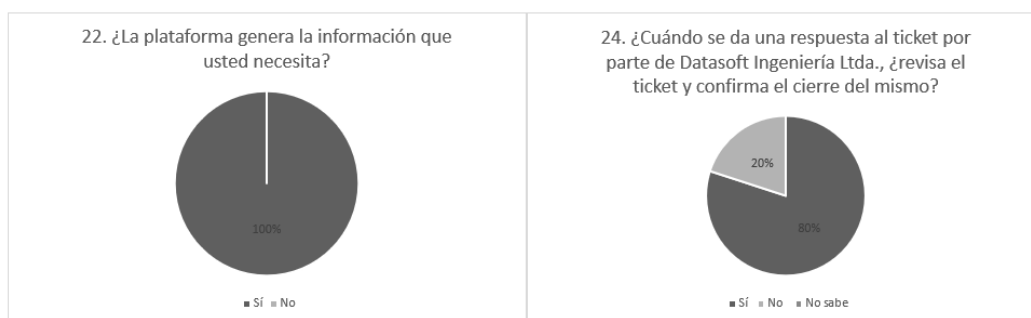 22. ¿La plataforma genera la información que
usted necesita?
100%
Sí No
24. ¿Cuándo se da una respuesta al ticket por
parte de Datasoft Ingeniería Ltda., ¿revisa el
ticket y confirma el cierre del mismo?
20%
80%
Sí No No sabe